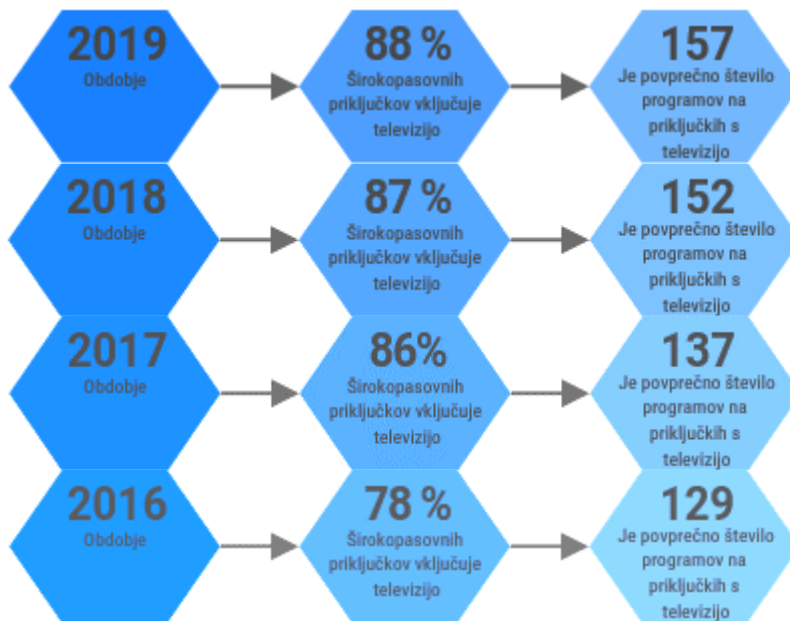 2019
Obdobje
88 %
Širokopasovnih
priključkov vključuje
televizijo
157
Je povprečno število
programov na
priključkih s
televizijo
2018
Obdobje
87 %
Širokopasovnih
priključkov vključuje
televizijo
152
Je povprečno število
programov na
priključkih s
televizijo
2017
Obdobje
86%
Širokopasovnih
priključkov vključuje
televizijo
137
Je povprečno število
programov na
priključkih s
televizijo
2016
Obdobje
78 %
Širokopasovnih
priključkov vključuje
televizijo
129
Je povprečno število
programov na
priključkih s
televizijo